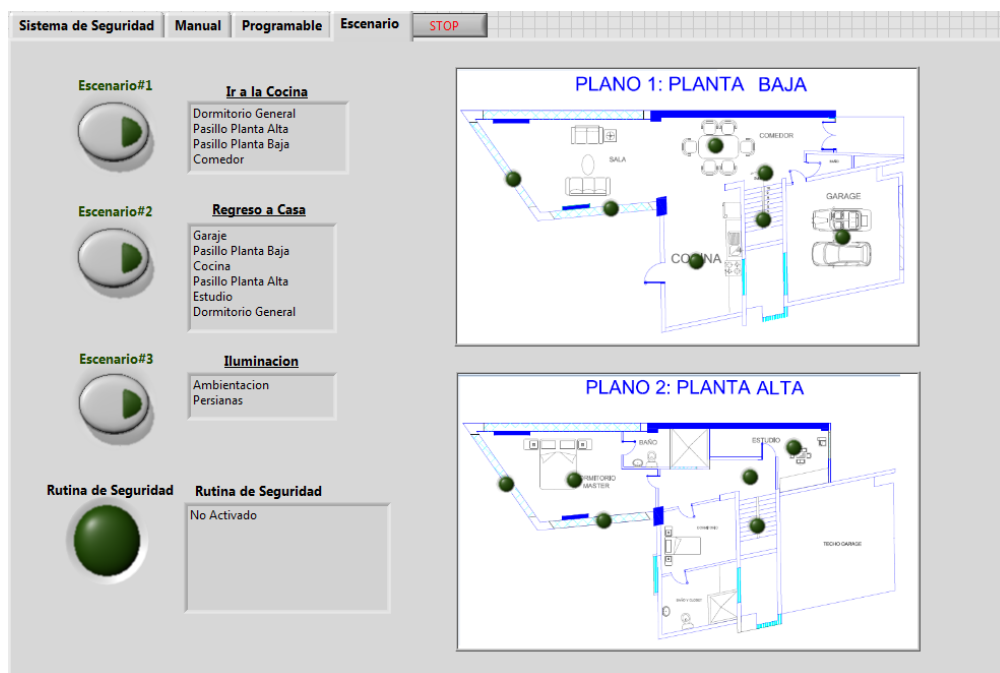 Sistema de Seguridad
Manual
Programable
Escenario
STOP
Escenario#1
Ir a la Cocina
Dormitorio General
Pasillo Planta Alta
Pasillo Planta Baja
Comedor
Escenario#2
Regreso a Casa
Garaje
Pasillo Planta Baja
Cocina
Pasillo Planta Alta
Estudio
Dormitorio General
Escenario#3
Iluminacion
Ambientacion
Persianas
Rutina de Seguridad
Rutina de Seguridad
No Activado
PLANO 1: PLANTA BAJA
COMEDOR
SALA
GARAGE
PLANO 2: PLANTA ALTA
BAÑO
ESTUDIO
MASTER
TECHO GARAGE